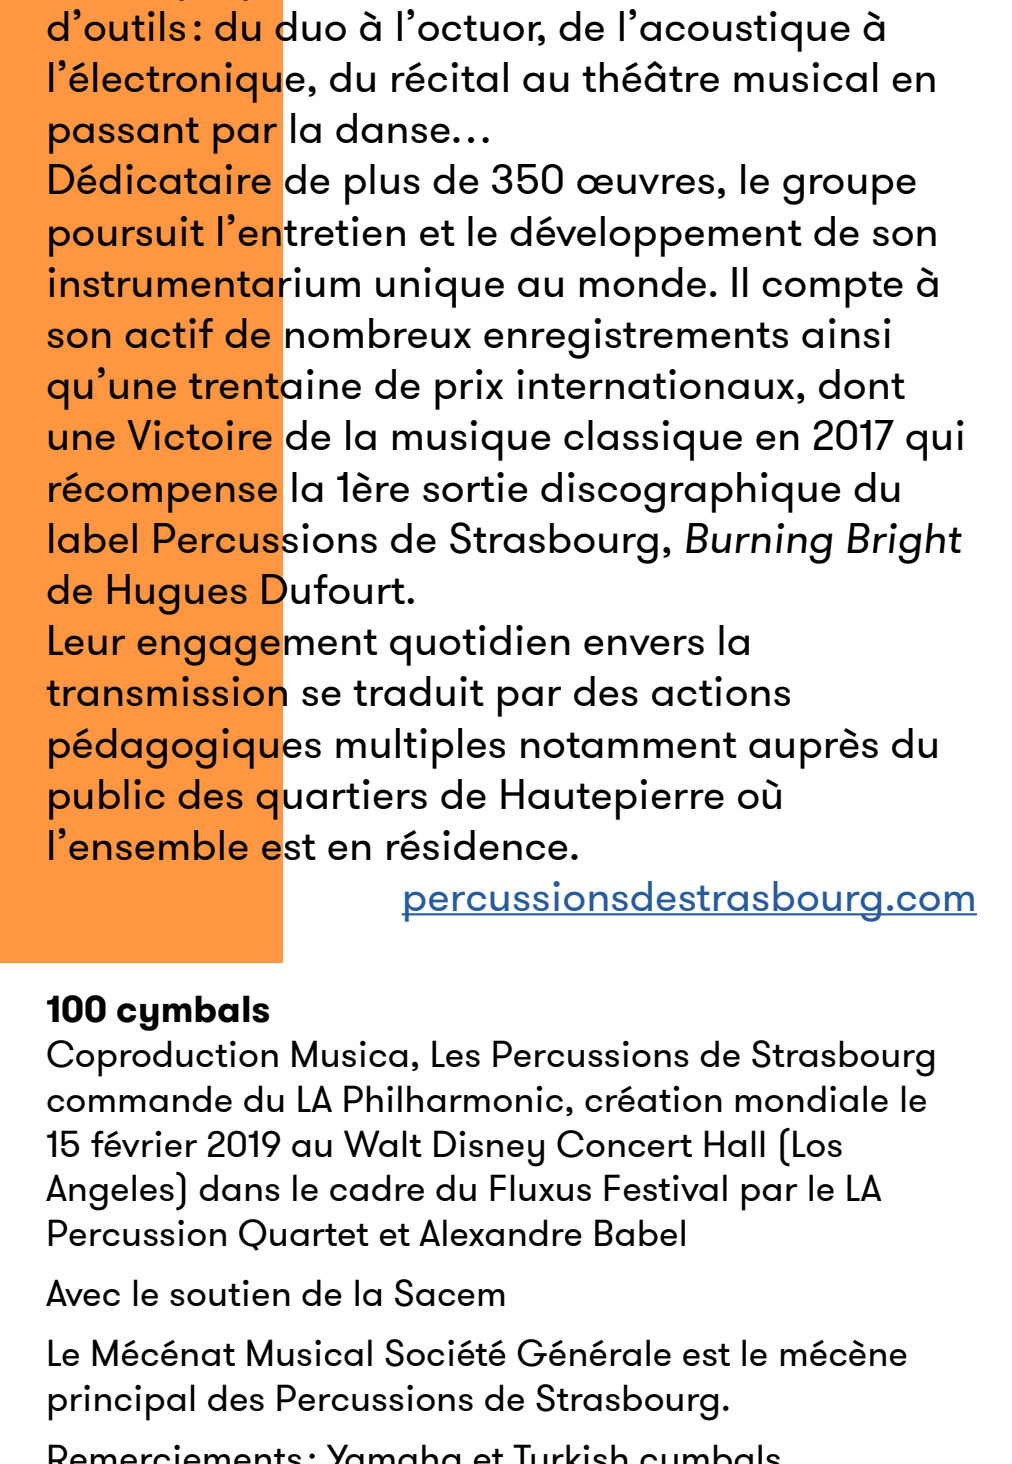 d’outils : du duo à l’octuor, de l’acoustique à
l’électronique, du récital au théâtre musical en
passant par la danse…
Dédicataire de plus de 350 œuvres, le groupe
poursuit l’entretien et le développement de son
instrumentarium unique au monde. Il compte à
son actif de nombreux enregistrements ainsi
qu’une trentaine de prix internationaux, dont
une Victoire de la musique classique en 2017 qui
récompense la 1ère sortie discographique du
label Percussions de Strasbourg, Burning Bright
de Hugues Dufourt.
Leur engagement quotidien envers la
transmission se traduit par des actions
pédagogiques multiples notamment auprès du
public des quartiers de Hautepierre où
l’ensemble est en résidence.
percussionsdestrasbourg.com
100 cymbals
Coproduction Musica, Les Percussions de Strasbourg
commande du LA Philharmonic, création mondiale le
15 février 2019 au Walt Disney Concert Hall (Los
Angeles) dans le cadre du Fluxus Festival par le LA
Percussion Quartet et Alexandre Babel
Avec le soutien de la Sacem
Le Mécénat Musical Société Générale est le mécène
principal des Percussions de Strasbourg.
Remerciements : Yamaha et Turkish cymbals